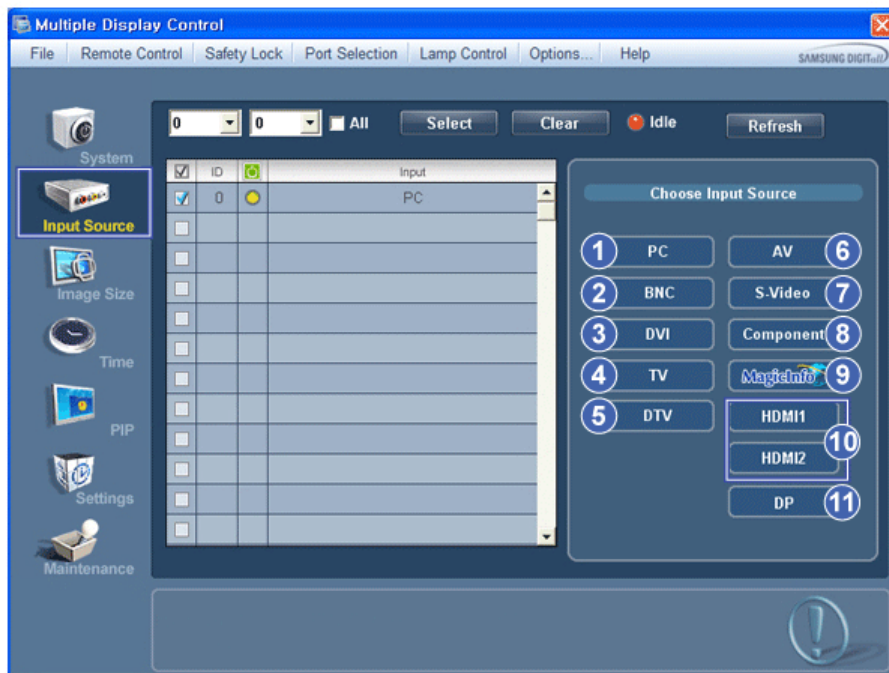 Multiple Display Control
File Remote Control Safety Lock Port Selection Lamp Control Options... Help SAMSUNG DIGITall
0 0 All Select Clear Idle Refresh
System
Input Source
Image Size
Time
PIP
Settings
Maintenance
ID Input
0 PC
Choose Input Source
1 PC AV 6
2 BNC S-Video 7
3 DVI Component 8
4 TV MagicInfo 9
5 DTV HDMI1
10
HDMI2
DP 11